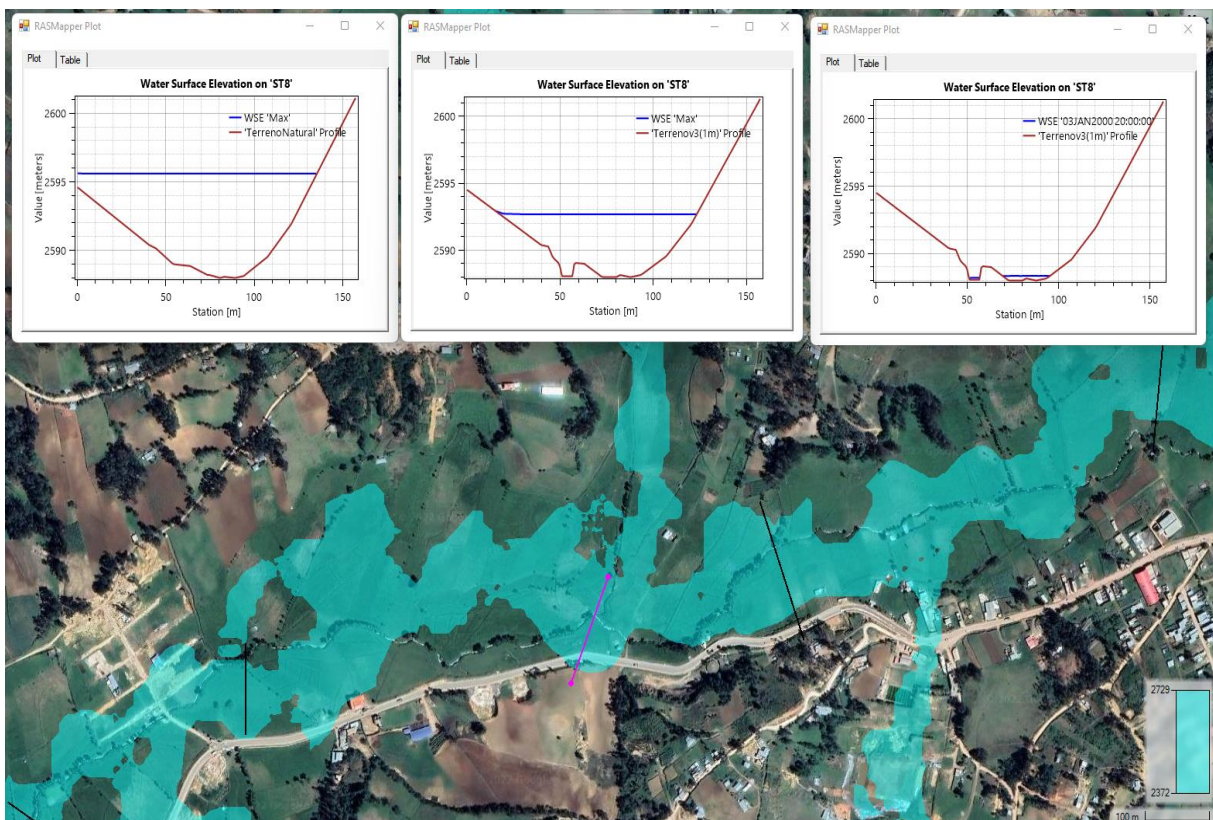 RASMapper Plot
Plot Table
Water Surface Elevation on 'ST8'
WSE 'Max'
'TerrenoNatural' Profile
Value [meters]
2600
2595
2590
0 50 100 150
Station [m]
RASMapper Plot
Plot Table
Water Surface Elevation on 'ST8'
WSE 'Max'
'Terrenov3(1m)' Profile
Value [meters]
2600
2595
2590
0 50 100 150
Station [m]
RASMapper Plot
Plot Table
Water Surface Elevation on 'ST8'
WSE '03JAN2000 20:00:00'
'Terrenov3(1m)' Profile
Value [meters]
2600
2595
2590
0 50 100 150
Station [m]
2729
2372
100 m